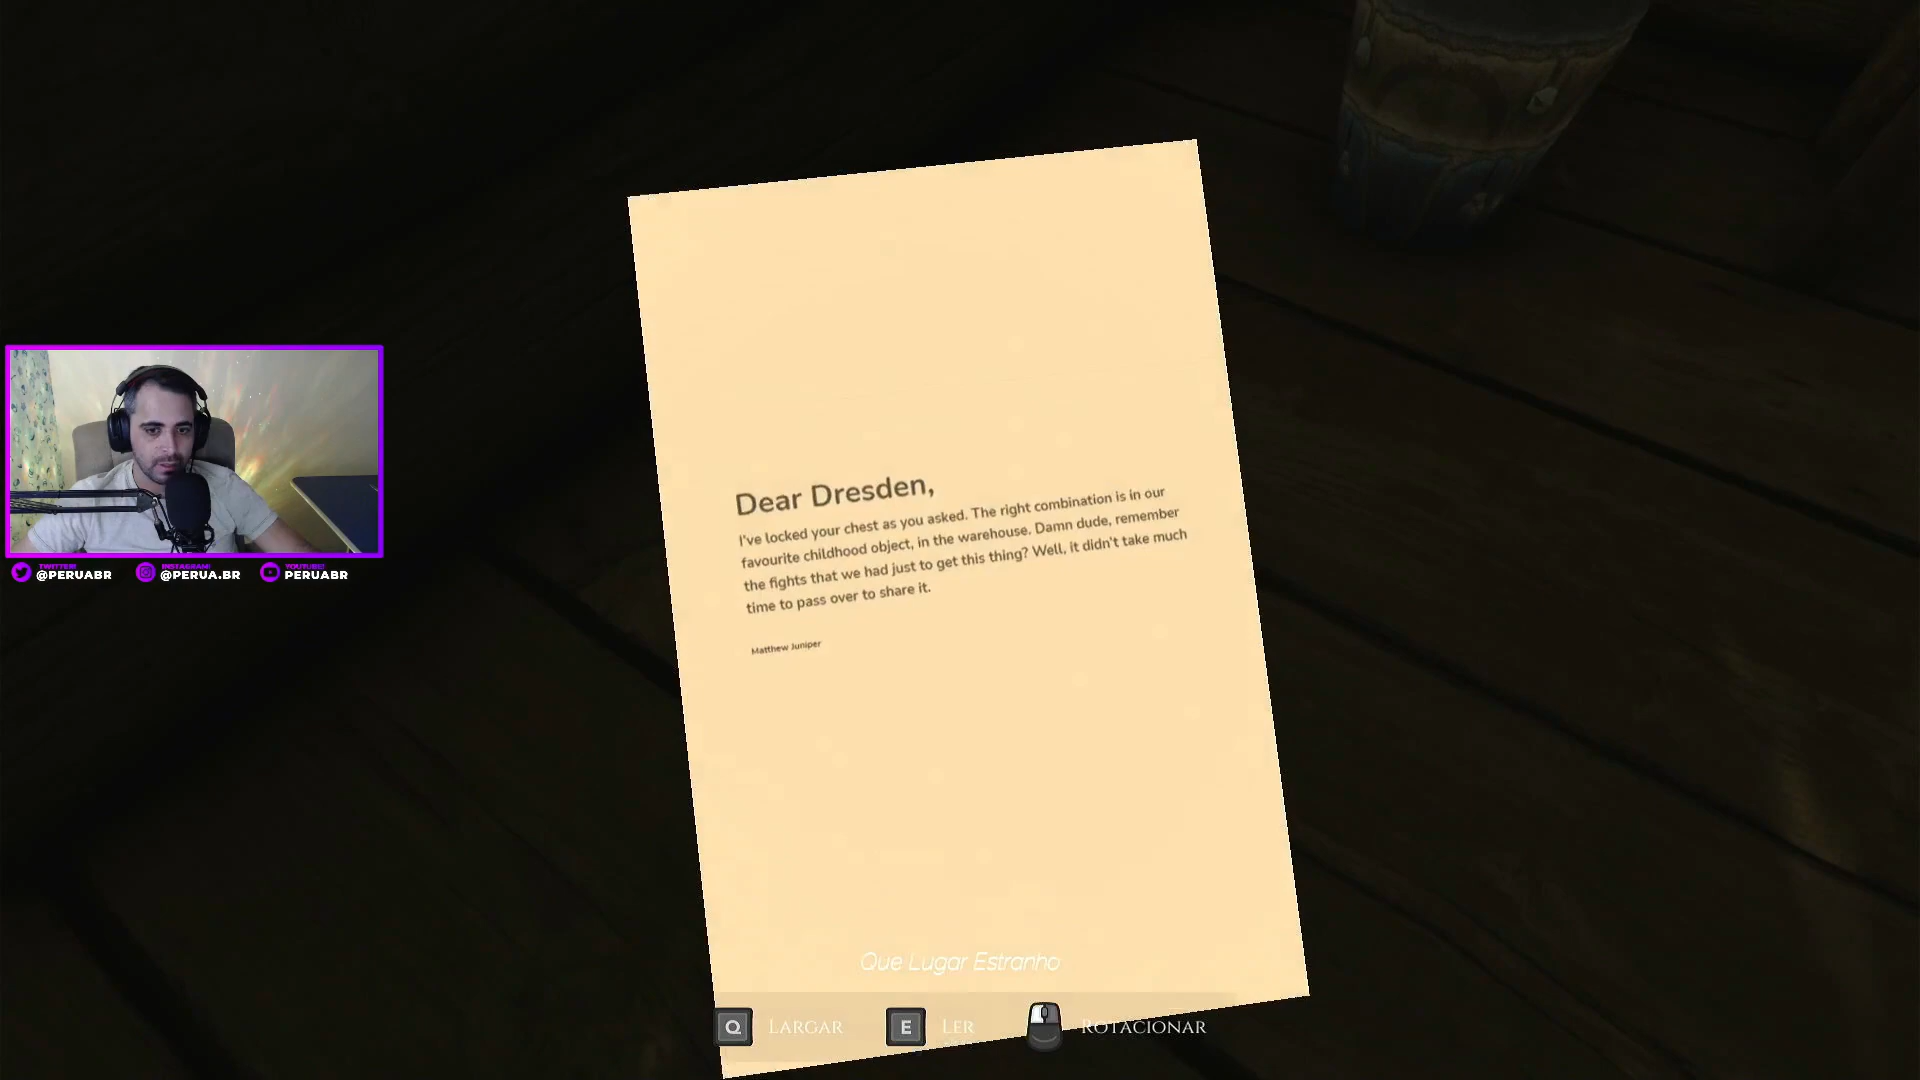 Dear Dresden,
I've locked your chest as you asked. The right combination is in our
favourite childhood object, in the warehouse. Damn dude, remember
the fights that we had just to get this thing? Well, it didn't take much
time to pass over to share it.
Matthew Juniper
TWITTER! @PERUABR
INSTAGRAM! @PERUA.BR
YOUTUBE! PERUABR
Que Lugar Estranho
Q LARGAR E LER ROTACIONAR